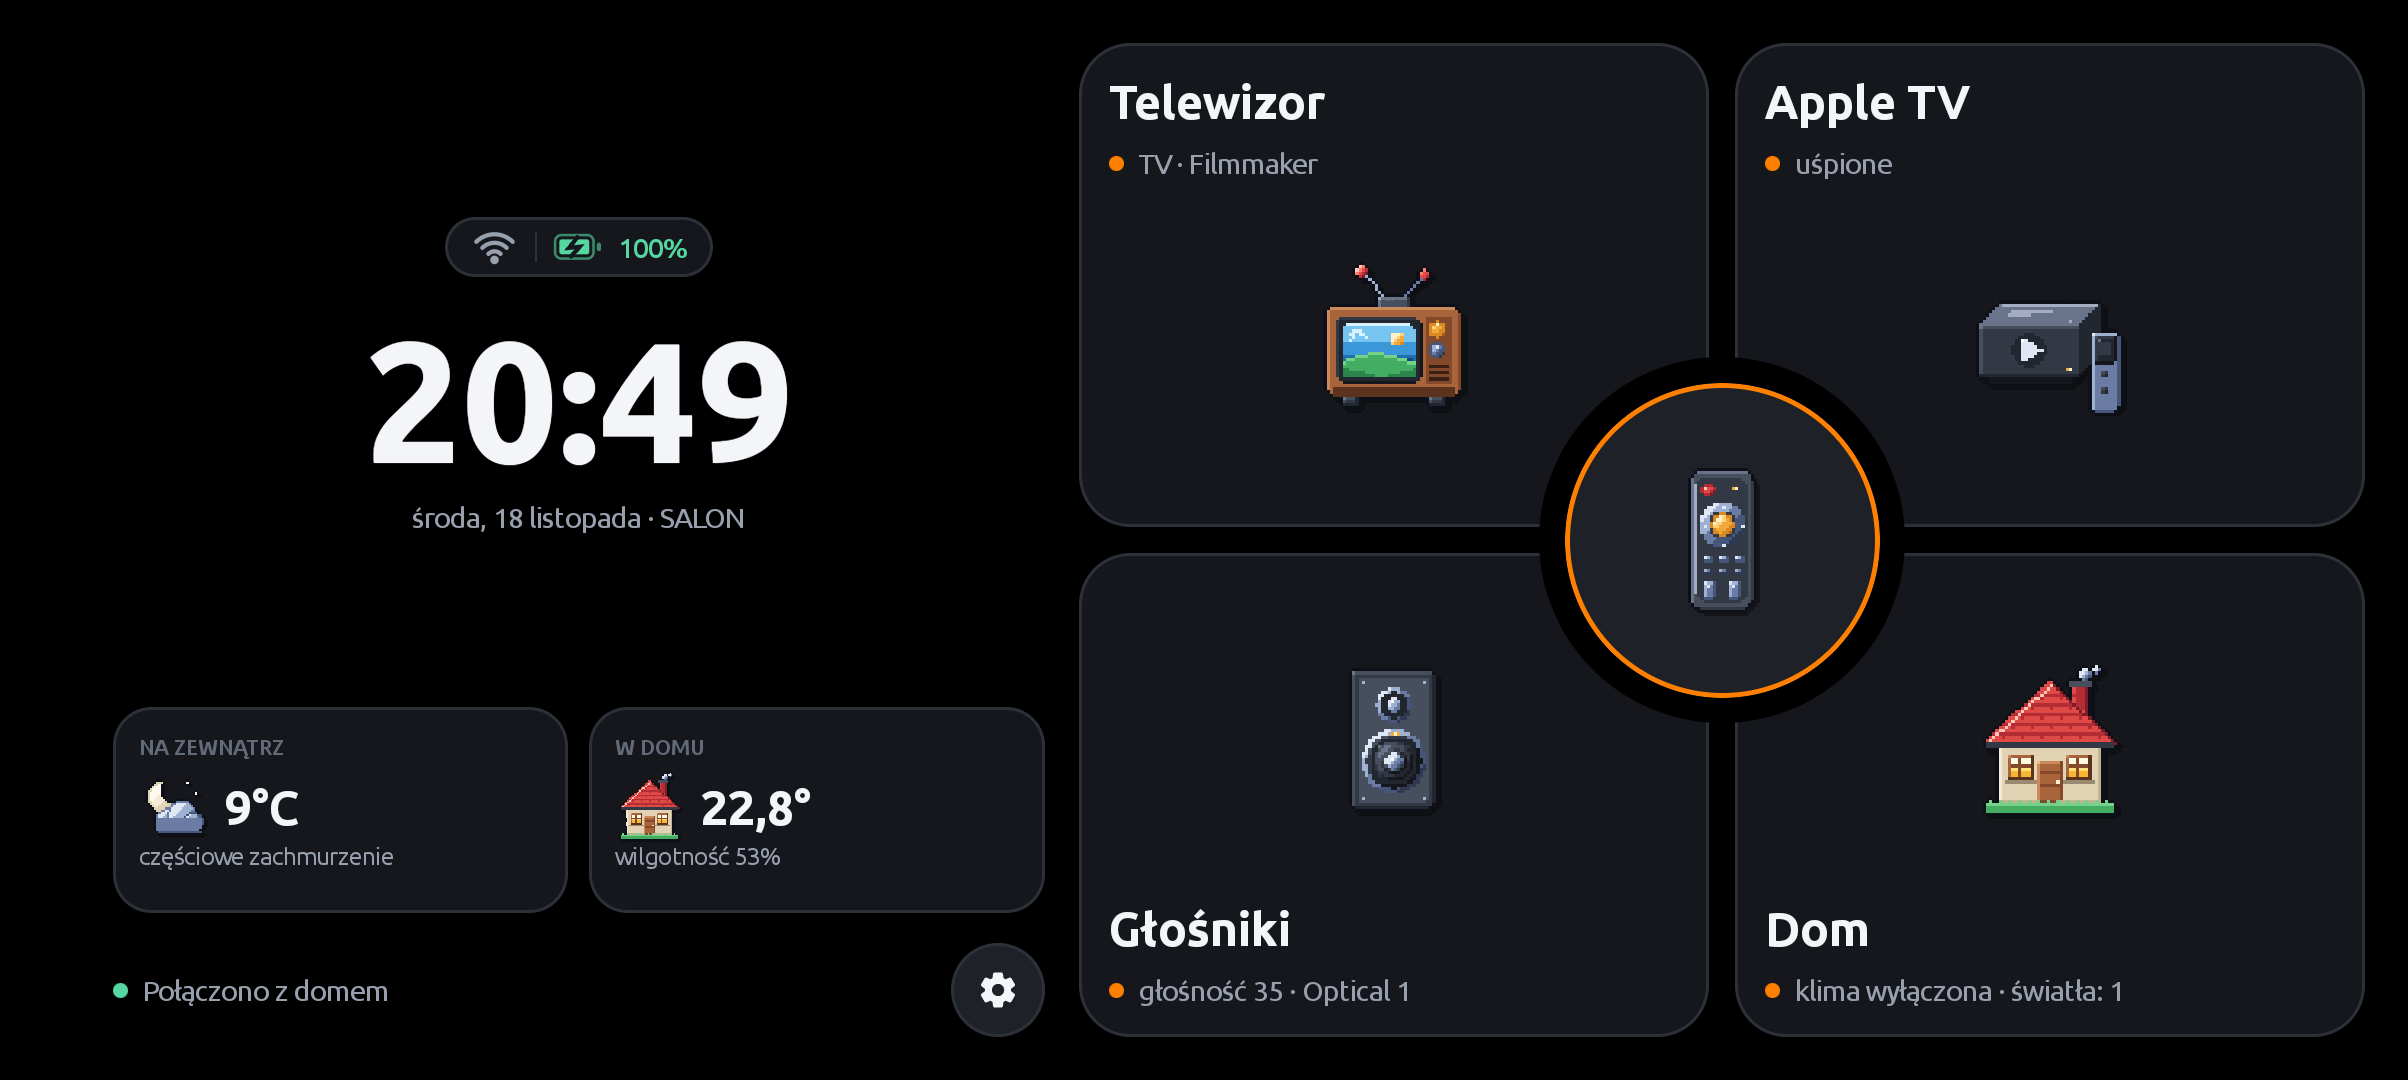 100%
20:49
środa, 18 listopada · SALON
NA ZEWNĄTRZ
9°C
częściowe zachmurzenie
W DOMU
22,8°
wilgotność 53%
Połączono z domem
Telewizor
TV · Filmmaker
Apple TV
uśpione
Głośniki
głośność 35 · Optical 1
Dom
klima wyłączona · światła: 1